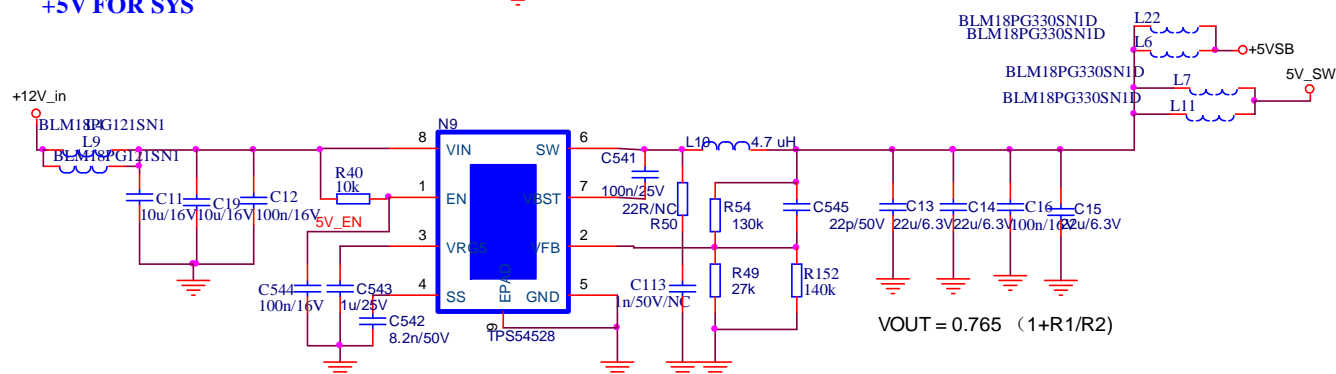 +5V FOR SYS
BLM18PG330SN1D
L22
BLM18PG330SN1D
L6
+5VSB
BLM18PG330SN1D
L7
5V_SW
BLM18PG330SN1D
L11
+12V_in
BLM18PG121SN1
L9
BLM18PG121SN1
N9
8
VIN
SW
6
L10
4.7 uH
C541
100n/25V
R40
10k
1
EN
VBST
7
C11
10u/16V
C19
10u/16V
C12
100n/16V
5V_EN
22R/NC
R50
R54
130k
C545
22p/50V
C13
22u/6.3V
C14
22u/6.3V
C16
100n/16V
C15
22u/6.3V
3
VRG5
VFB
2
C544
100n/16V
C543
1u/25V
4
SS
EPAD
GND
5
C113
1n/50V/NC
R49
27k
R152
140k
C542
8.2n/50V
9
TPS54528
VOUT = 0.765 （1+R1/R2)